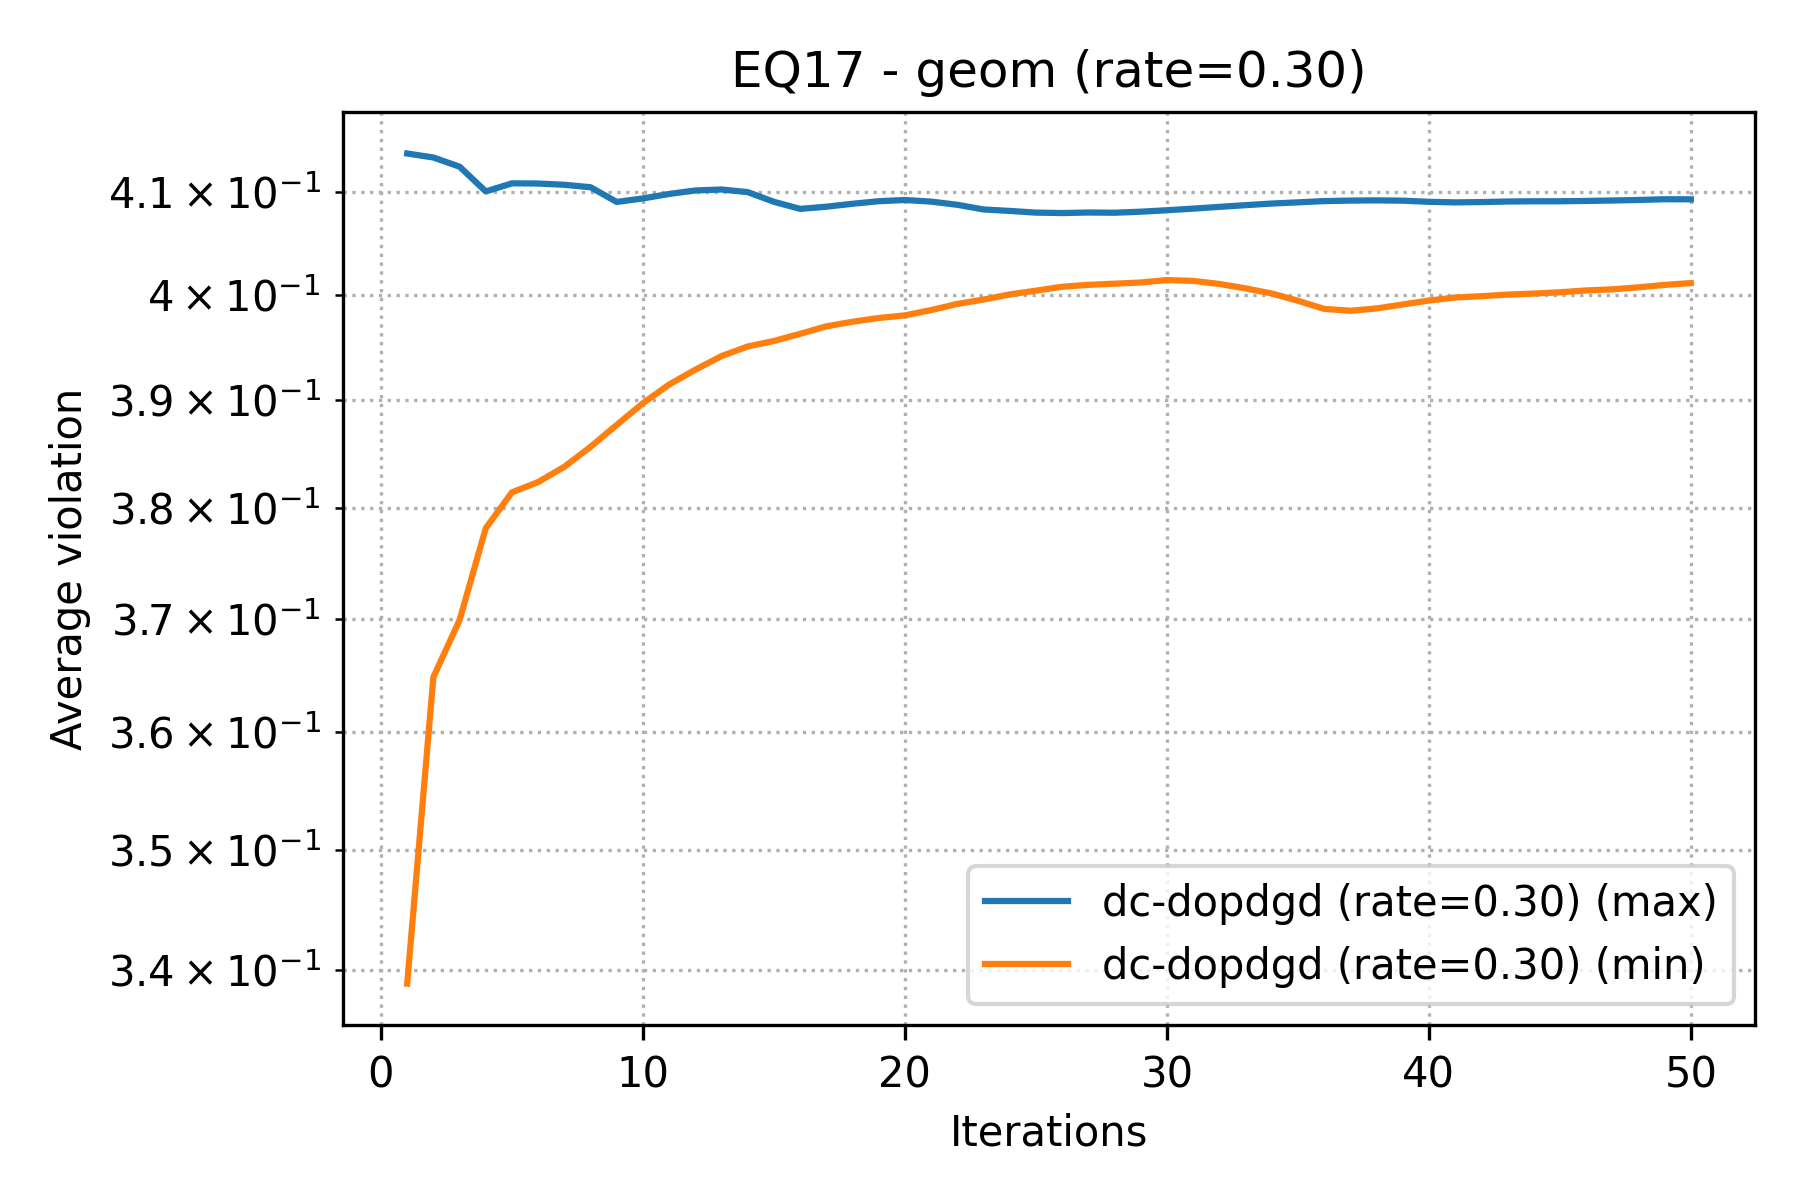 EQ17 - geom (rate=0.30)
Average violation
4.1 × 10⁻¹
4 × 10⁻¹
3.9 × 10⁻¹
3.8 × 10⁻¹
3.7 × 10⁻¹
3.6 × 10⁻¹
3.5 × 10⁻¹
3.4 × 10⁻¹
dc-dopdgd (rate=0.30) (max)
dc-dopdgd (rate=0.30) (min)
0 10 20 30 40 50
Iterations